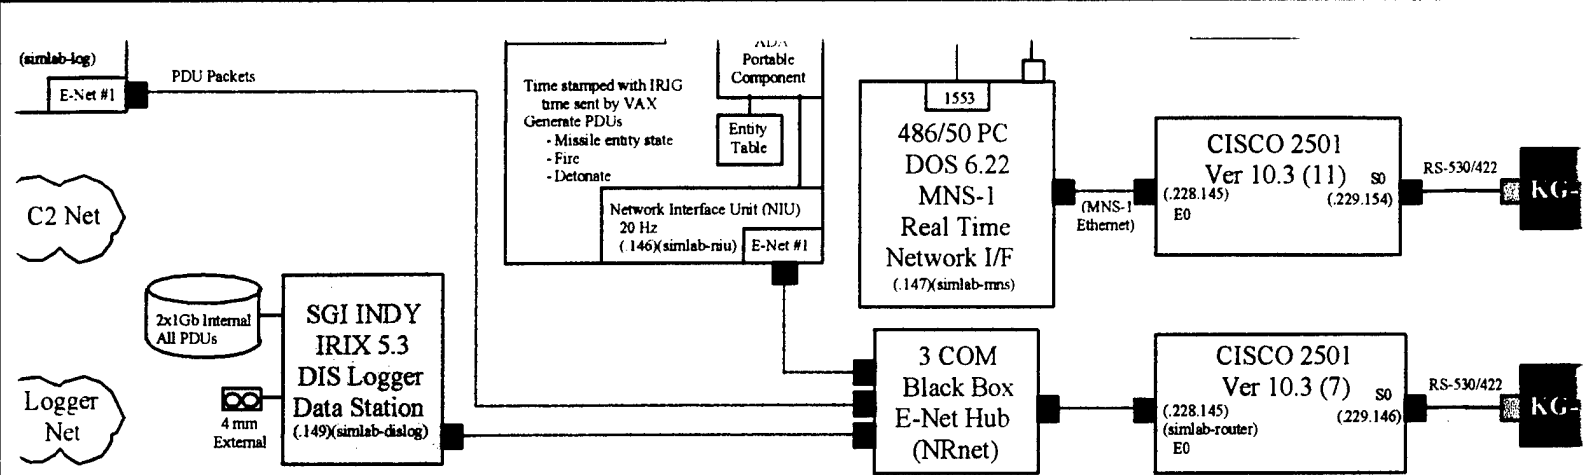 (simlab-log)
E-Net #1
PDU Packets
C2 Net
Logger
Net
2x1Gb Internal
All PDUs
4 mm
External
SGI INDY
IRIX 5.3
DIS Logger
Data Station
(.149)(simlab-dislog)
Time stamped with IRIG
time sent by VAX
Generate PDUs
- Missile entity state
- Fire
- Detonate
ADA
Portable
Component
Entity
Table
Network Interface Unit (NIU)
20 Hz
(.146)(simlab-niu)
E-Net #1
1553
486/50 PC
DOS 6.22
MNS-1
Real Time
Network I/F
(.147)(simlab-mns)
(MNS-1
Ethernet)
CISCO 2501
Ver 10.3 (11)
S0
(.228.145)
(.229.154)
E0
RS-530/422
KG-
3 COM
Black Box
E-Net Hub
(NRnet)
CISCO 2501
Ver 10.3 (7)
S0
(.228.145)
(.229.146)
(simlab-router)
E0
RS-530/422
KG-